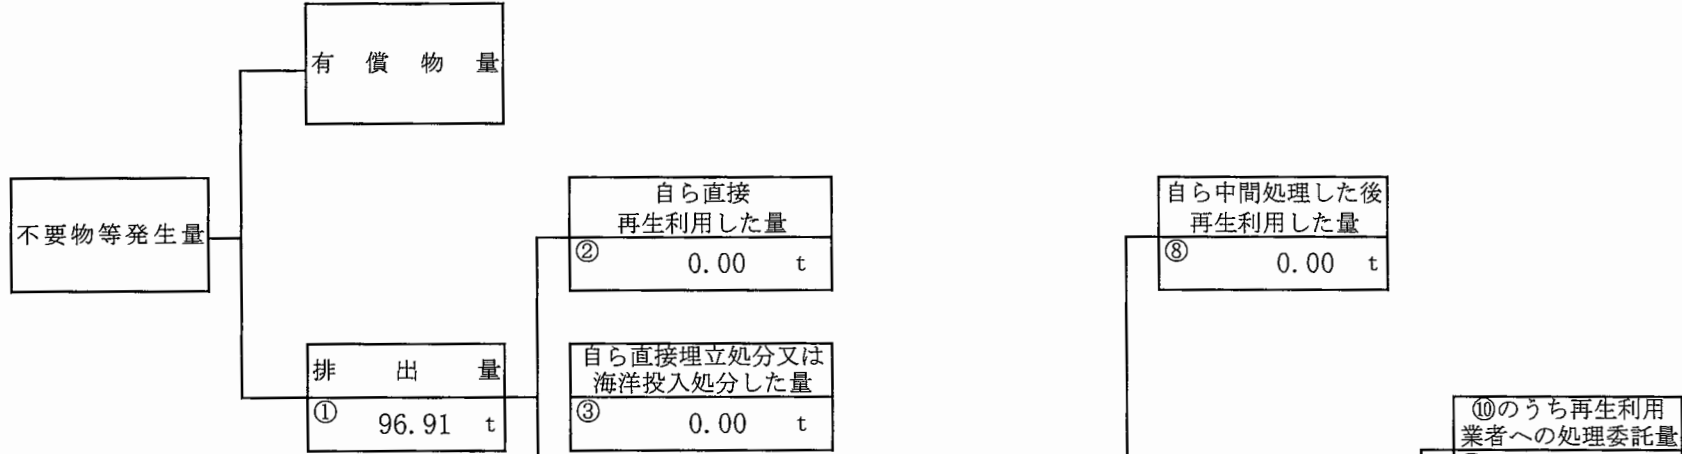 有償物量
不要物等発生量
自ら直接
再生利用した量
② 0.00 t
自ら中間処理した後
再生利用した量
⑧ 0.00 t
排出量
① 96.91 t
自ら直接埋立処分又は
海洋投入処分した量
③ 0.00 t
⑩のうち再生利用
業者への処理委託量